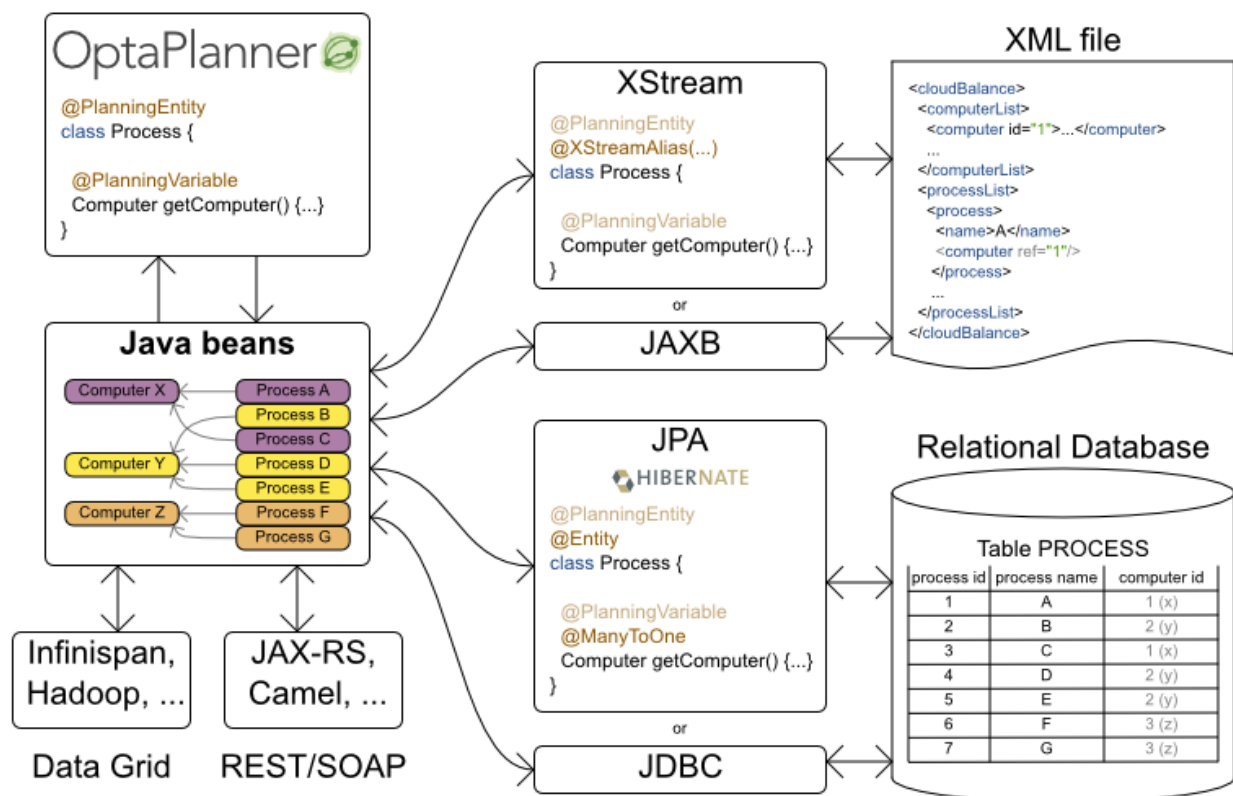 OptaPlanner
@PlanningEntity
class Process {
@PlanningVariable
Computer getComputer() {...}
}
Java beans
Computer X
Process A
Process B
Process C
Computer Y
Process D
Process E
Computer Z
Process F
Process G
Infinispan,
Hadoop, ...
Data Grid
JAX-RS,
Camel, ...
REST/SOAP
XStream
@PlanningEntity
@XStreamAlias(...)
class Process {
@PlanningVariable
Computer getComputer() {...}
}
or
JAXB
XML file
<cloudBalance>
<computerList>
<computer id="1">...</computer>
...
</computerList>
<processList>
<process>
<name>A</name>
<computer ref="1"/>
</process>
...
</processList>
</cloudBalance>
JPA
HIBERNATE
@PlanningEntity
@Entity
class Process {
@PlanningVariable
@ManyToOne
Computer getComputer() {...}
}
or
JDBC
Relational Database
Table PROCESS
process id process name computer id
1 A 1 (x)
2 B 2 (y)
3 C 1 (x)
4 D 2 (y)
5 E 2 (y)
6 F 3 (z)
7 G 3 (z)